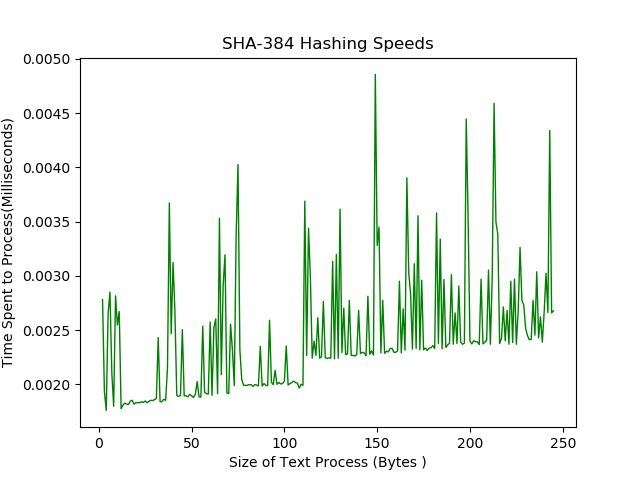 SHA-384 Hashing Speeds
0.0050
0.0045
0.0040
0.0035
0.0030
0.0025
0.0020
Time Spent to Process(Milliseconds)
0 50 100 150 200 250
Size of Text Process (Bytes )